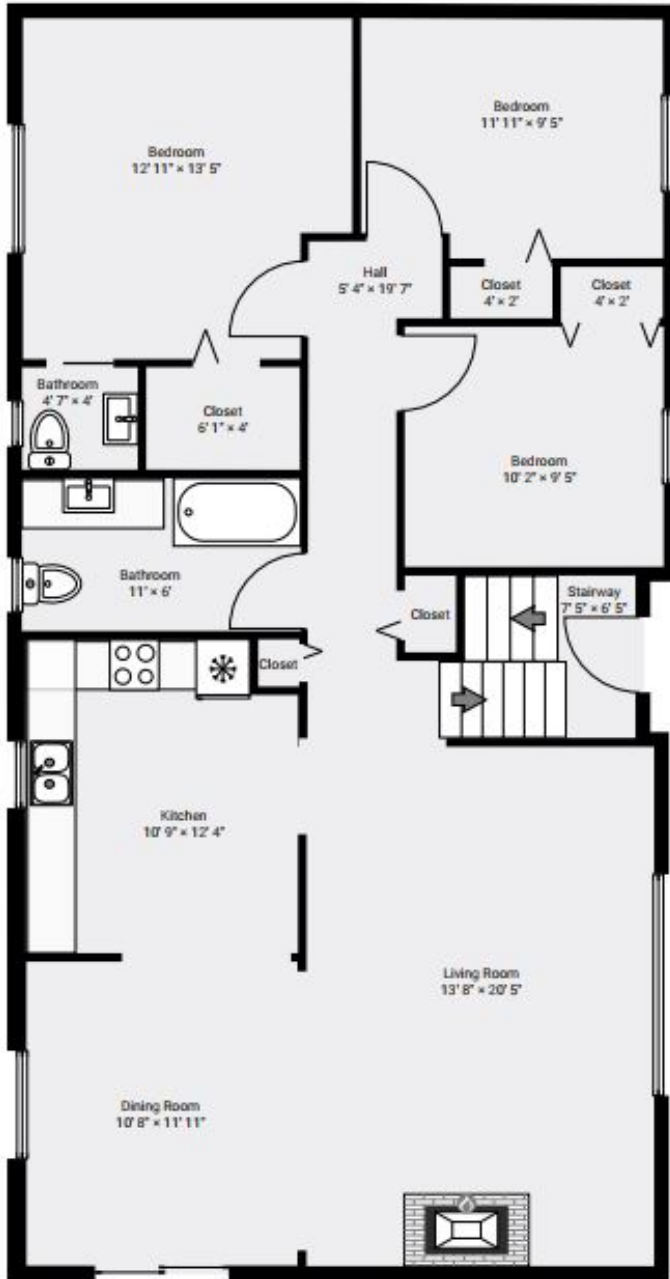 Bedroom
11' 11" × 9' 5"
Bedroom
12' 11" × 13' 5"
Hall
5' 4" × 19' 7"
Closet
4' × 2'
Closet
4' × 2'
Bathroom
4' 7" × 4'
Closet
6' 1" × 4'
Bedroom
10' 2" × 9' 5"
Bathroom
11' × 6'
Stairway
7' 5" × 6' 5"
Closet
Closet
Kitchen
10' 9" × 12' 4"
Living Room
13' 8" × 20' 5"
Dining Room
10' 8" × 11' 11"